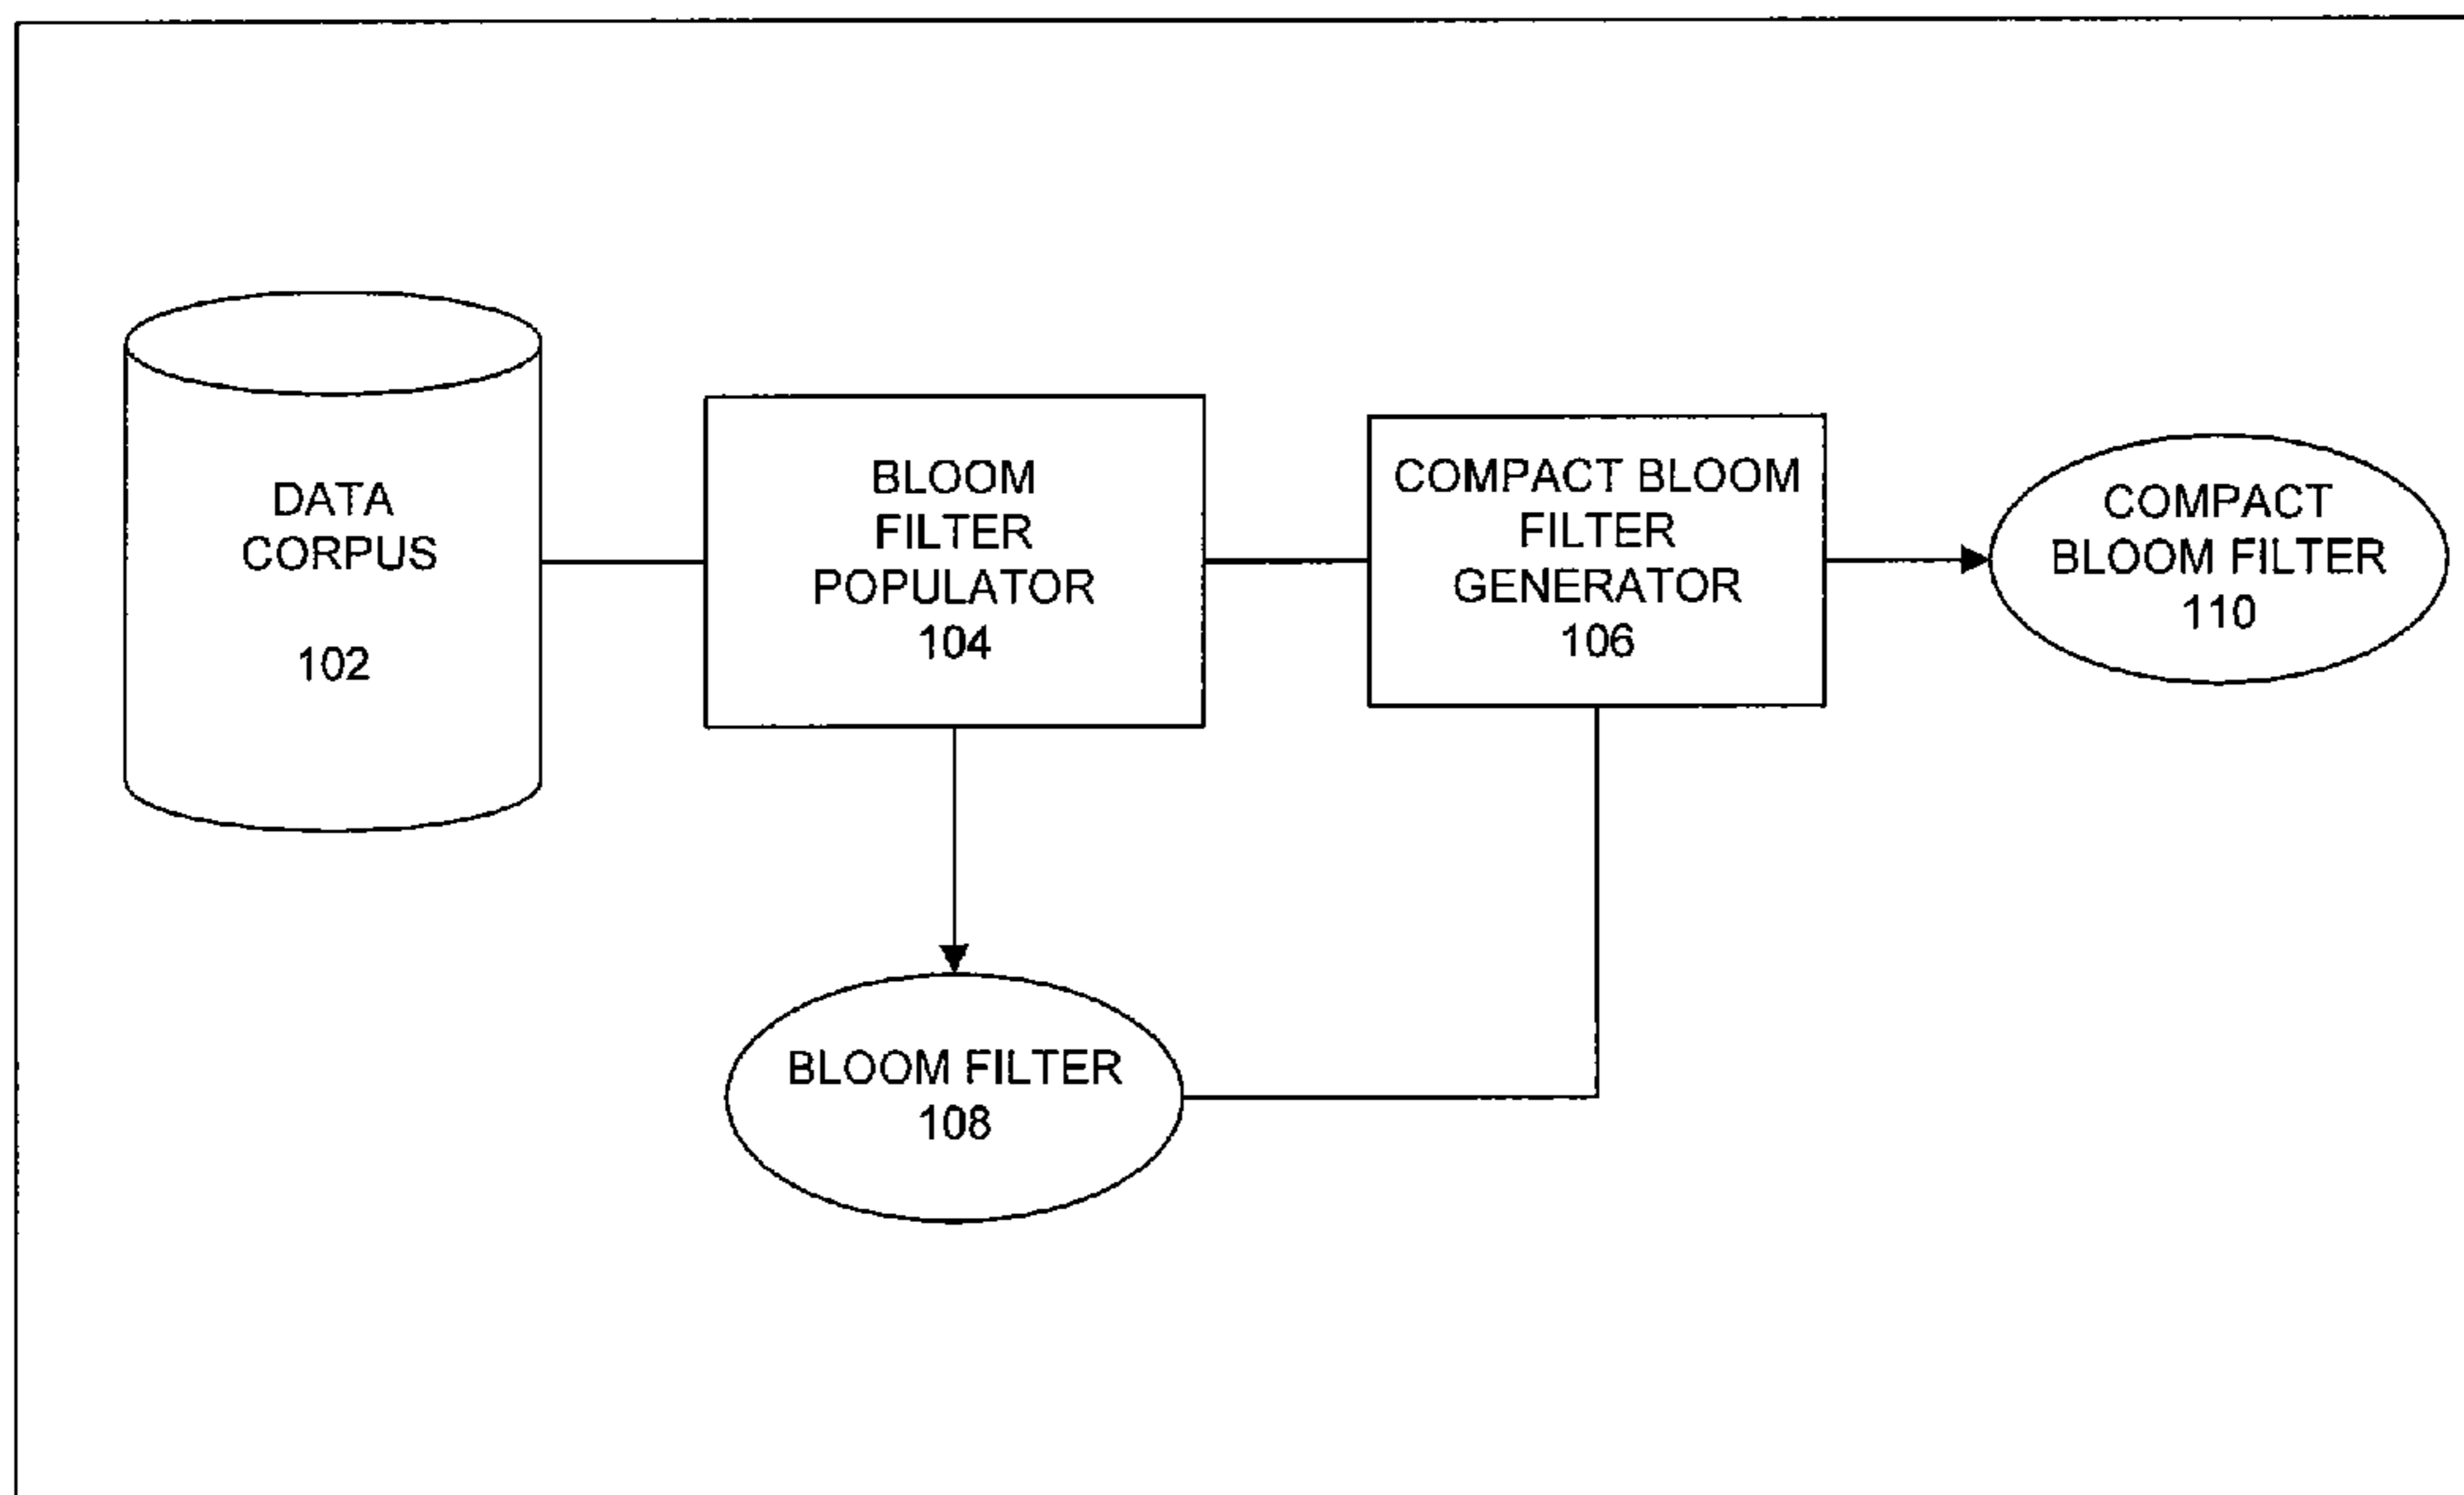 DATA
CORPUS
102
BLOOM
FILTER
POPULATOR
104
COMPACT BLOOM
FILTER
GENERATOR
106
COMPACT
BLOOM FILTER
110
BLOOM FILTER
108